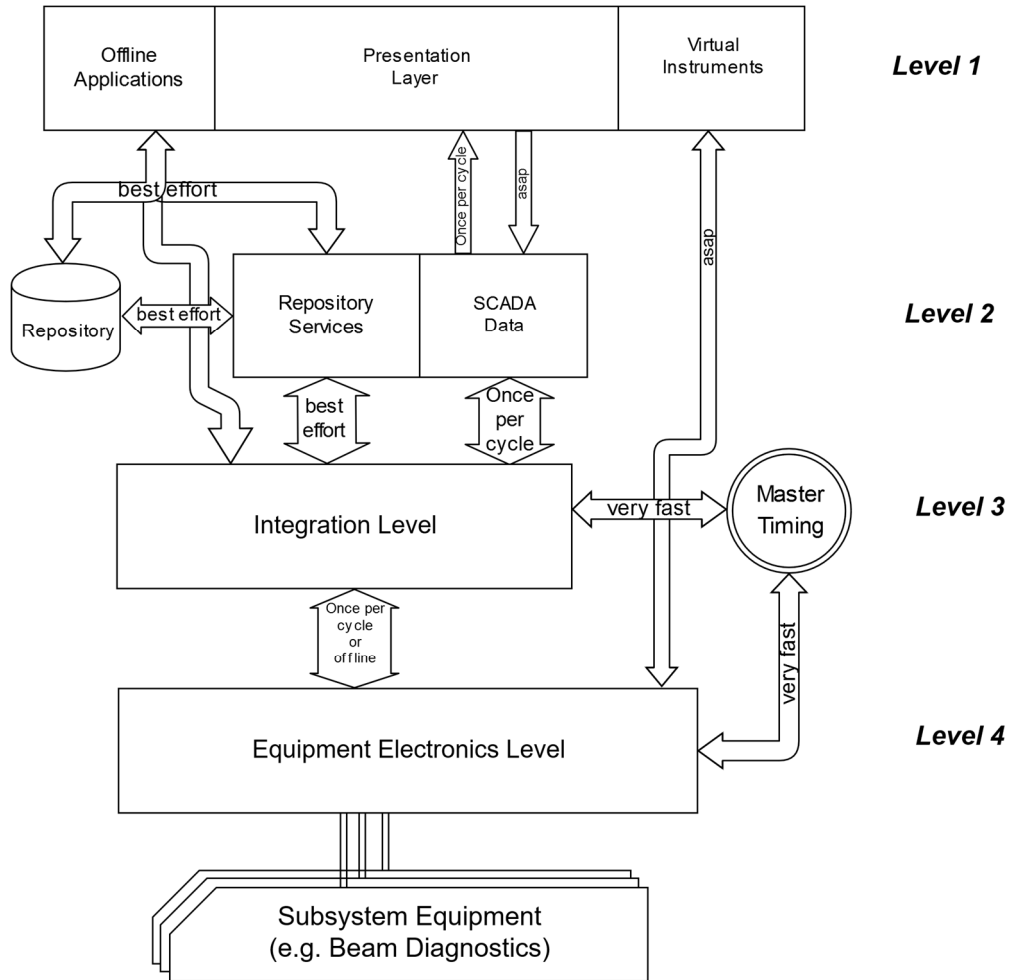 Offline
Applications
Presentation
Layer
Virtual
Instruments
Level 1
best effort
Once per cycle
asap
asap
Repository
best effort
Repository
Services
SCADA
Data
Level 2
best
effort
Once
per
cycle
Integration Level
very fast
Master
Timing
Level 3
Once per
cycle
or
offline
very fast
Equipment Electronics Level
Level 4
Subsystem Equipment
(e.g. Beam Diagnostics)